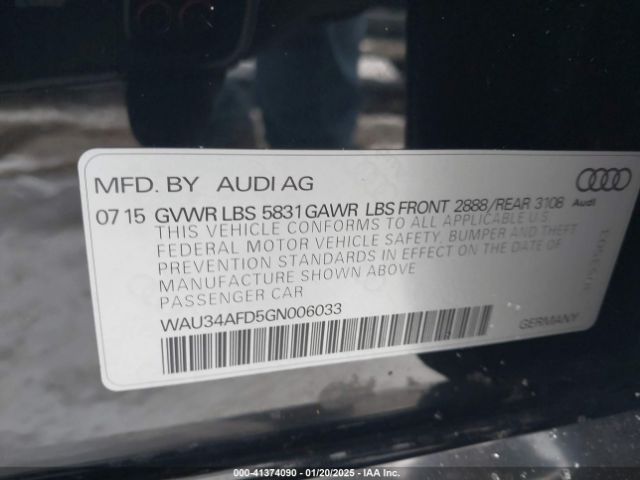 MFD. BY AUDI AG
Audi
07 15 GVWR LBS 5831 GAWR LBS FRONT 2888/REAR 3108
THIS VEHICLE CONFORMS TO ALL APPLICABLE U.S
FEDERAL MOTOR VEHICLE SAFETY, BUMPER AND THEFT
PREVENTION STANDARDS IN EFFECT ON THE DATE OF
MANUFACTURE SHOWN ABOVE
PASSENGER CAR
WAU34AFD5GN006033
GERMANY
000-41374090 - 01/20/2025 - IAA Inc.